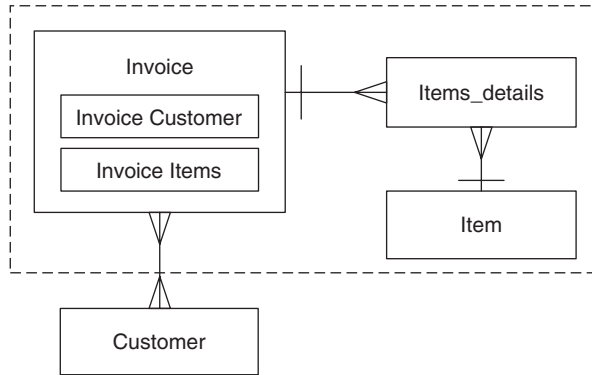 Invoice
Invoice Customer
Invoice Items
Items_details
Item
Customer